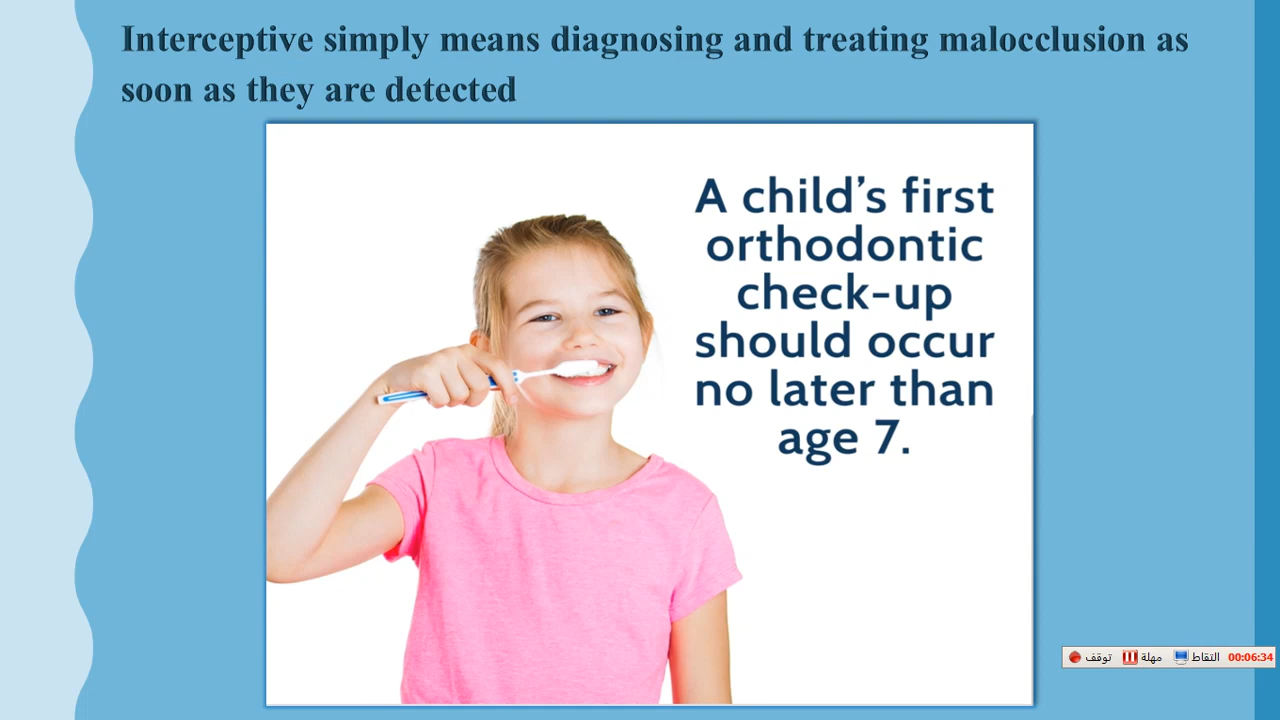 Interceptive simply means diagnosing and treating malocclusion as
soon as they are detected
A child’s first
orthodontic
check-up
should occur
no later than
age 7.
توقف مهلة التقاط 00:06:34